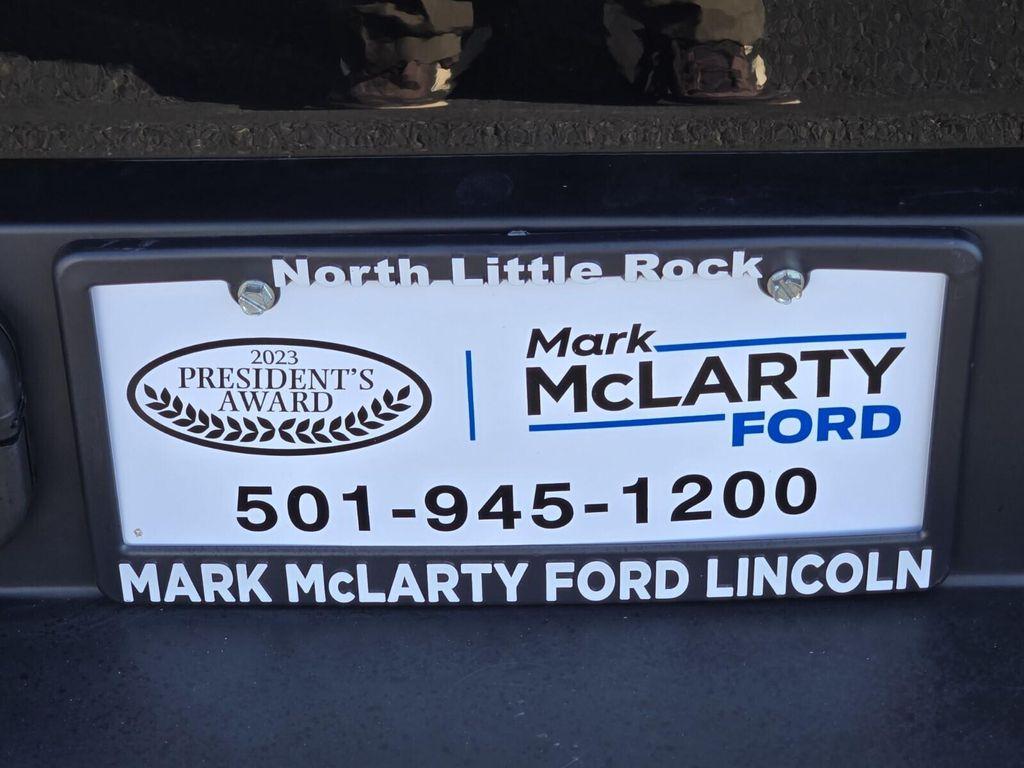 North Little Rock
2023
PRESIDENT'S
AWARD
Mark
McLARTY
FORD
501-945-1200
MARK McLARTY FORD LINCOLN